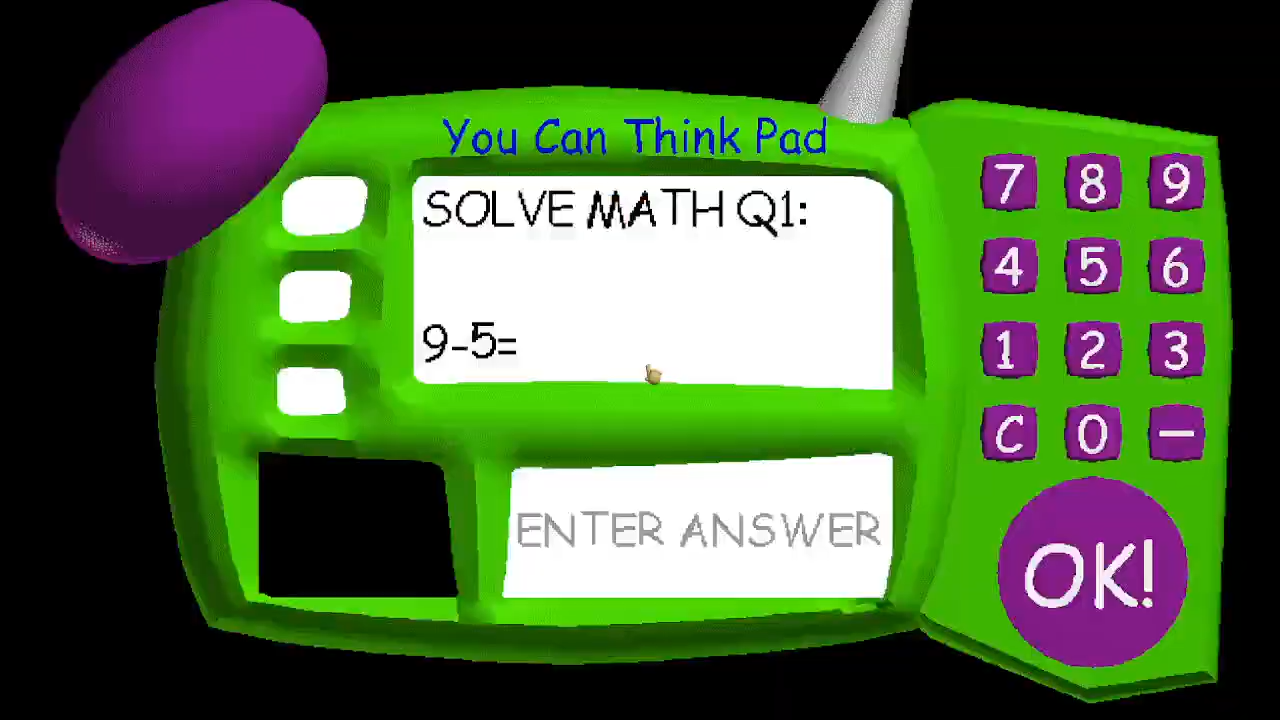 You Can Think Pad
SOLVE MATH Q1:
9-5=
ENTER ANSWER
7 8 9
4 5 6
1 2 3
C 0 –
OK!